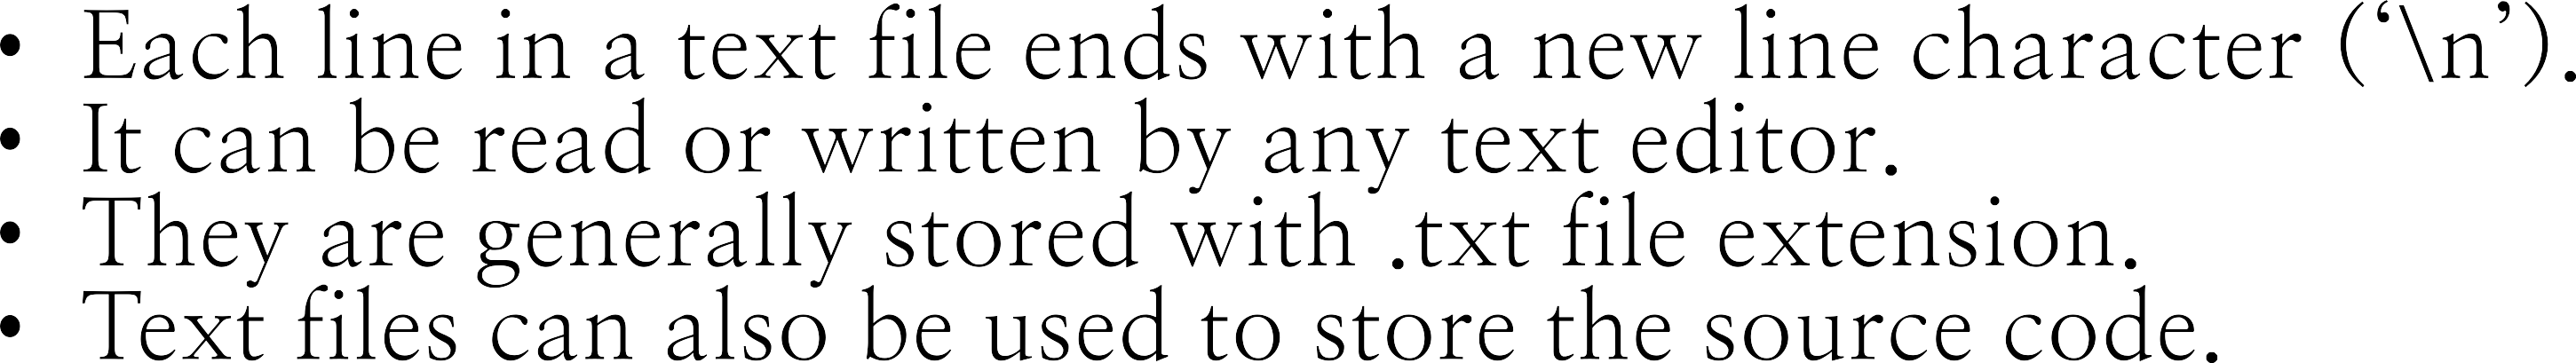 • Each line in a text file ends with a new line character (‘\n’).
• It can be read or written by any text editor.
• They are generally stored with .txt file extension.
• Text files can also be used to store the source code.